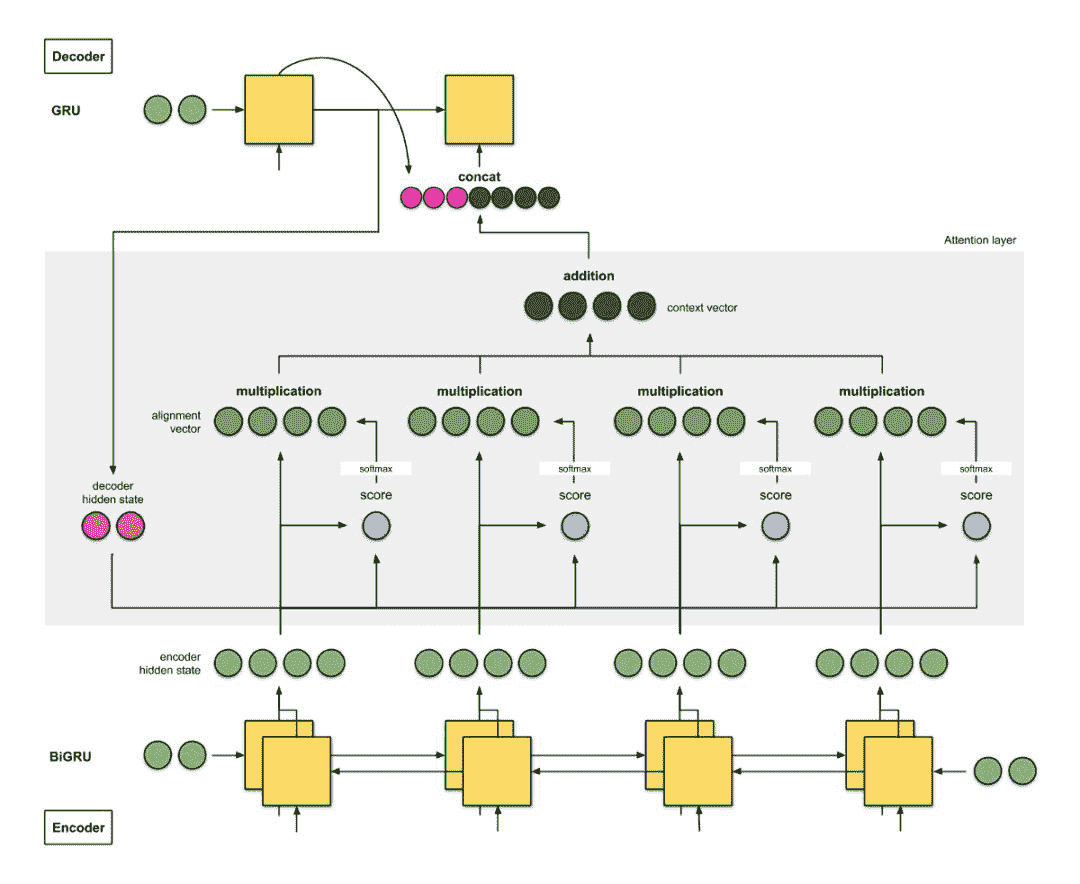 Decoder
GRU
concat
Attention layer
addition
context vector
multiplication multiplication multiplication multiplication
alignment
vector
softmax softmax softmax softmax
decoder
hidden state
score score score score
encoder
hidden state
BiGRU
Encoder